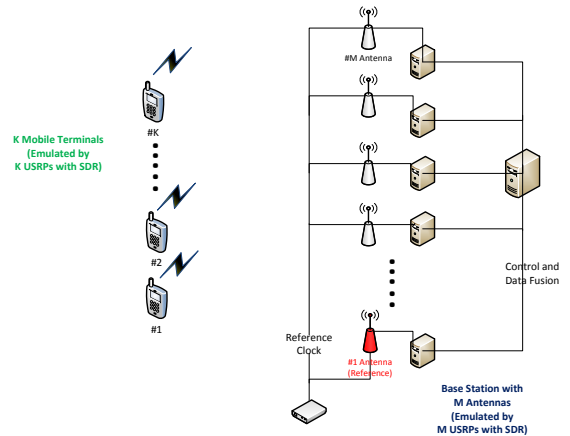 #M Antenna
K Mobile Terminals
(Emulated by
K USRPs with SDR)
#K
#2
#1
Control and
Data Fusion
Reference
Clock
#1 Antenna
(Reference)
Base Station with
M Antennas
(Emulated by
M USRPs with SDR)